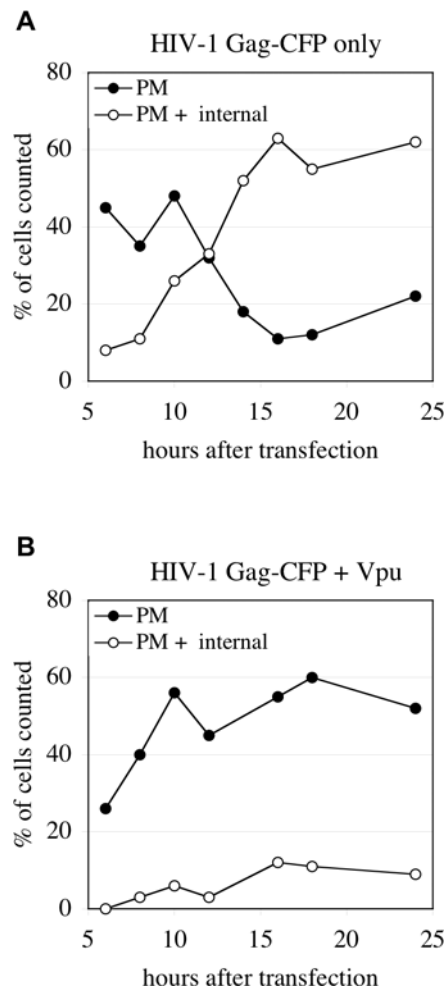 A
HIV-1 Gag-CFP only
80
PM
PM + internal
60
40
20
0
% of cells counted
5 10 15 20 25
hours after transfection
B
HIV-1 Gag-CFP + Vpu
80
PM
PM + internal
60
40
20
0
% of cells counted
5 10 15 20 25
hours after transfection